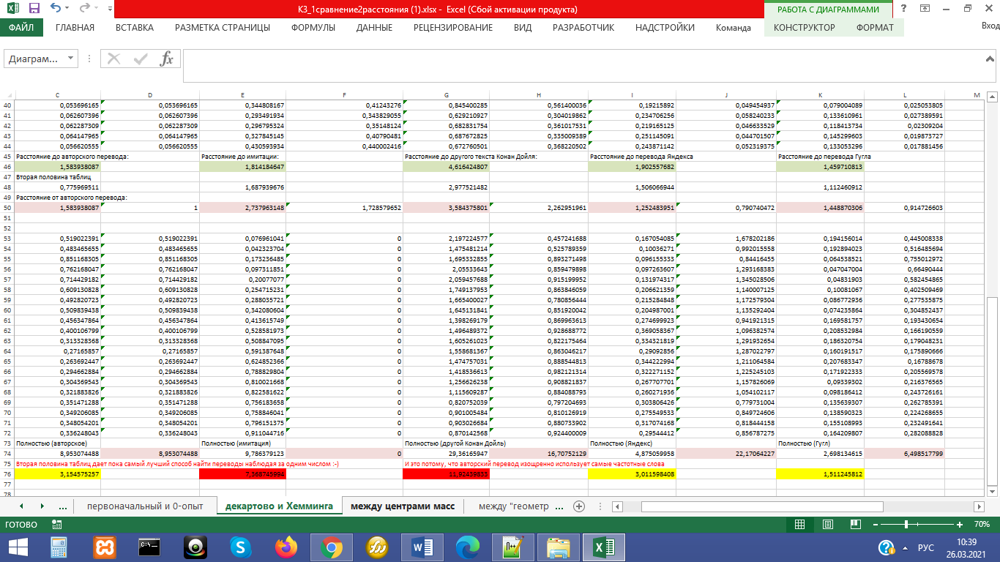 КЗ_1сравнение2расстояния (1).xlsx - Excel (Сбой активации продукта)
РАБОТА С ДИАГРАММАМИ
ФАЙЛ ГЛАВНАЯ ВСТАВКА РАЗМЕТКА СТРАНИЦЫ ФОРМУЛЫ ДАННЫЕ РЕЦЕНЗИРОВАНИЕ ВИД РАЗРАБОТЧИК НАДСТРОЙКИ Команда КОНСТРУКТОР ФОРМАТ Вход
Диаграм... fx
C D E F G H I J K L M
40 0,053696165 0,053696165 0,344808167 0,41243276 0,845400285 0,561400036 0,19215892 0,049454937 0,079004089 0,025053805
41 0,062607396 0,062607396 0,293491934 0,343829055 0,629210927 0,304019862 0,234706256 0,058240233 0,133610961 0,027389591
42 0,062287309 0,062287309 0,296795324 0,35148124 0,682831754 0,361017531 0,219165125 0,046633529 0,118413734 0,02309204
43 0,064147965 0,064147965 0,327845145 0,40790481 0,687672825 0,335009389 0,251145091 0,044701507 0,145299603 0,019873727
44 0,056620555 0,056620555 0,430593934 0,440002416 0,672760501 0,368220502 0,243871142 0,052319375 0,133053296 0,017881456
45 Расстояние до авторского перевода: Расстояние до имитации: Расстояние до другого текста Конан Дойля: Расстояние до перевода Яндекса Расстояние до перевода Гугла
46 1,583938087 1,814184647 4,616424807 1,902557682 1,459710813
47 Вторая половина таблиц
48 0,775969511 1,687939676 2,977521482 1,506066944 1,112460912
49 Расстояние от авторского перевода:
50 1,583938087 1 2,737963148 1,728579652 3,584375801 2,262951961 1,252483951 0,790740472 1,448870306 0,914726603
51
52
53 0,519022391 0,519022391 0,076961041 0 2,197224577 0,457241688 0,167054085 1,678202186 0,194156014 0,445008338
54 0,483465655 0,483465655 0,042323704 0 1,475481214 0,525789359 0,10036271 0,992015558 0,192894023 0,516485694
55 0,851168305 0,851168305 0,173236485 0 1,695332855 0,893271498 0,096155333 0,84416455 0,064538521 0,755012972
56 0,762168047 0,762168047 0,097311851 0 2,05533643 0,859479898 0,097263607 1,293168383 0,047047004 0,66490444
57 0,714429182 0,714429182 0,20077077 0 2,059457688 0,915199952 0,131974317 1,345028506 0,04831903 0,582454865
58 0,609130828 0,609130828 0,254715231 0 1,749137953 0,863846059 0,206621359 1,140007125 0,10081067 0,402509469
59 0,492820723 0,492820723 0,288035721 0 1,665400027 0,780856444 0,215284848 1,172579304 0,086772936 0,277535875
60 0,509839438 0,509839438 0,342080604 0 1,645131841 0,851920042 0,204987001 1,135292404 0,074235864 0,304852437
61 0,456347864 0,456347864 0,413615749 0 1,398269179 0,869963613 0,274699923 0,941921315 0,169581757 0,193430654
62 0,400106799 0,400106799 0,528581973 0 1,496489372 0,928688772 0,369058367 1,096382574 0,208532984 0,166190559
63 0,313328368 0,313328368 0,508847095 0 1,605261023 0,822175464 0,334321819 1,291932654 0,186320754 0,179048231
64 0,27165857 0,27165857 0,591387648 0 1,558681367 0,863046217 0,29092856 1,287022797 0,160191517 0,175890666
65 0,263692447 0,263692447 0,624852366 0 1,474757031 0,888544813 0,344222994 1,211064584 0,207683347 0,16788678
66 0,294662884 0,294662884 0,788829804 0 1,418536613 0,982121314 0,322271152 1,225245103 0,171922333 0,205569578
67 0,304369543 0,304369543 0,810021668 0 1,256626238 0,908821837 0,267707701 1,157826069 0,09339302 0,216376565
68 0,321883826 0,321883826 0,822581622 0 1,115609287 0,884088793 0,260271936 1,054102117 0,098186412 0,243726161
69 0,351471288 0,351471288 0,756183658 0 0,820752039 0,797204693 0,303806426 0,779731004 0,135639307 0,262785391
70 0,349206085 0,349206085 0,758846041 0 0,901005484 0,810126919 0,275549533 0,849724606 0,138590323 0,224268655
71 0,348054201 0,348054201 0,796151375 0 0,903026684 0,880733902 0,317074168 0,818444158 0,155108993 0,232491641
72 0,336248043 0,336248043 0,911044716 0 0,870142568 0,924400009 0,29544412 0,856787275 0,164209807 0,282088828
73 Полностью (авторское) Полностью (имитация) Полностью (другой Конан Дойль) Полностью (Яндекс) Полностью (Гугл)
74 8,953074488 8,953074488 9,786379123 0 29,36165947 16,70752129 4,875059958 22,17064227 2,698134615 6,498517799
75 Вторая половина таблиц дает пока самый лучший способ найти переводы наблюдая за одним числом :-) И это потому, что авторский перевод изощренно использует самые частотные слова
76 3,154575257 7,368745994 11,92439833 3,011598408 1,511245812
77
78
... первоначальный и 0-опыт декартово и Хемминга между центрами масс между "геометр ...
ГОТОВО 70%
РУС 10:39
26.03.2021